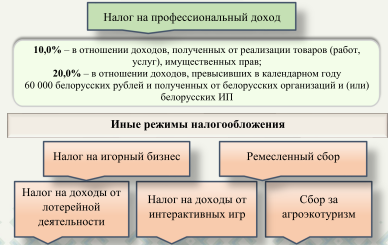 Налог на профессиональный доход
10,0% – в отношении доходов, полученных от реализации товаров (работ,
услуг), имущественных прав;
20,0% – в отношении доходов, превысивших в календарном году
60 000 белорусских рублей и полученных от белорусских организаций и (или)
белорусских ИП
Иные режимы налогообложения
Налог на игорный бизнес
Ремесленный сбор
Налог на доходы от
лотерейной
деятельности
Налог на доходы от
интерактивных игр
Сбор за
агроэкотуризм